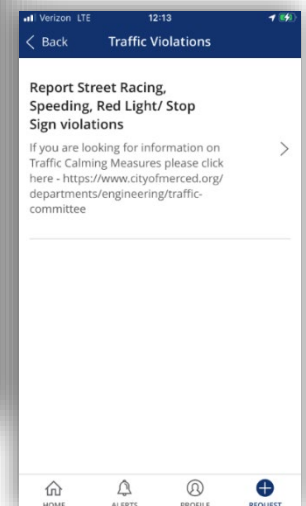 Verizon LTE 12:13
Back Traffic Violations
Report Street Racing,
Speeding, Red Light/ Stop
Sign violations
If you are looking for information on
Traffic Calming Measures please click
here - https://www.cityofmerced.org/
departments/engineering/traffic-
committee
HOME ALERTS PROFILE REQUEST